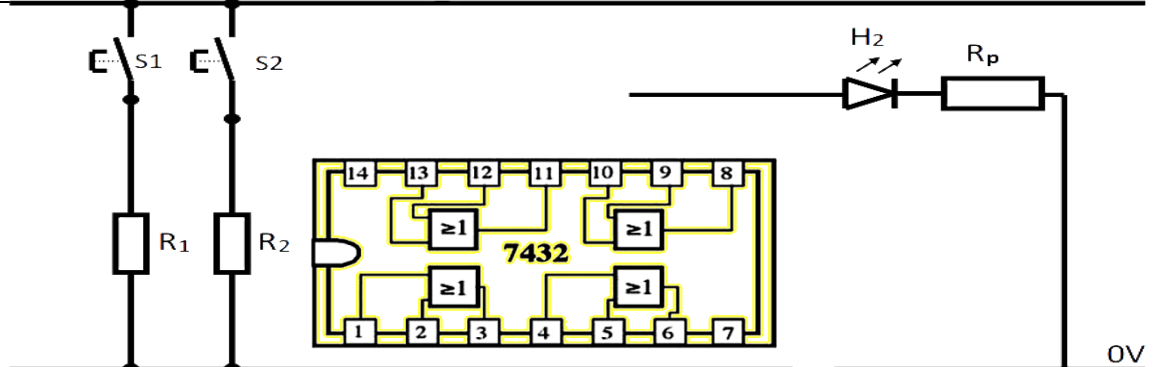 H₂
S1 S2 Rₚ
14 13 12 11 10 9 8
≥1 ≥1
R₁ R₂ 7432
≥1 ≥1
1 2 3 4 5 6 7
0V